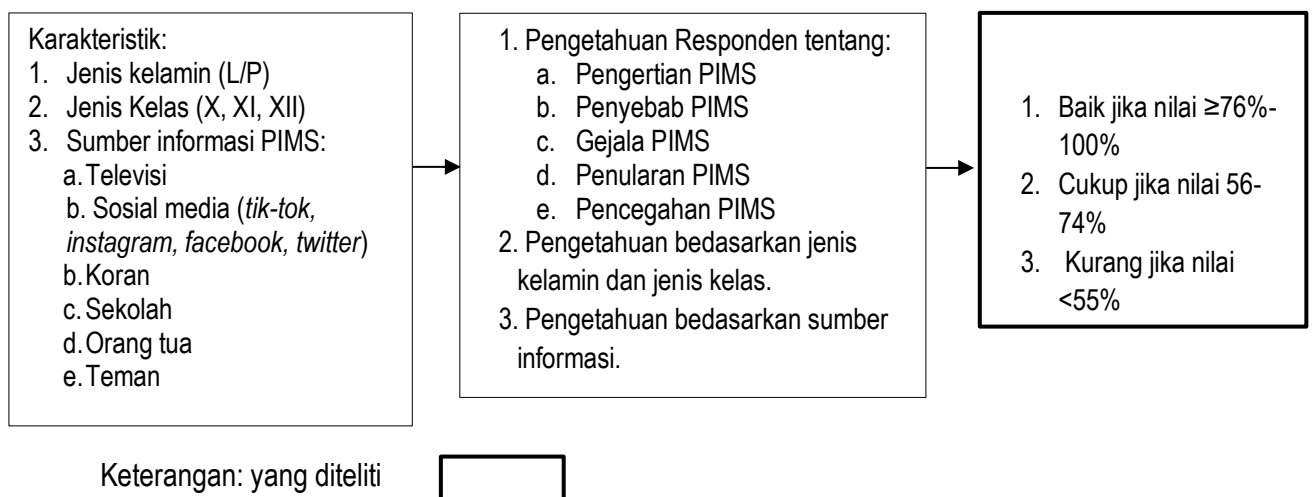 Karakteristik:
1. Jenis kelamin (L/P)
2. Jenis Kelas (X, XI, XII)
3. Sumber informasi PIMS:
a. Televisi
b. Sosial media (tik-tok,
instagram, facebook, twitter)
b. Koran
c. Sekolah
d. Orang tua
e. Teman
1. Pengetahuan Responden tentang:
a. Pengertian PIMS
b. Penyebab PIMS
c. Gejala PIMS
d. Penularan PIMS
e. Pencegahan PIMS
2. Pengetahuan bedasarkan jenis
kelamin dan jenis kelas.
3. Pengetahuan bedasarkan sumber
informasi.
1. Baik jika nilai ≥76%-
100%
2. Cukup jika nilai 56-
74%
3. Kurang jika nilai
<55%
Keterangan: yang diteliti